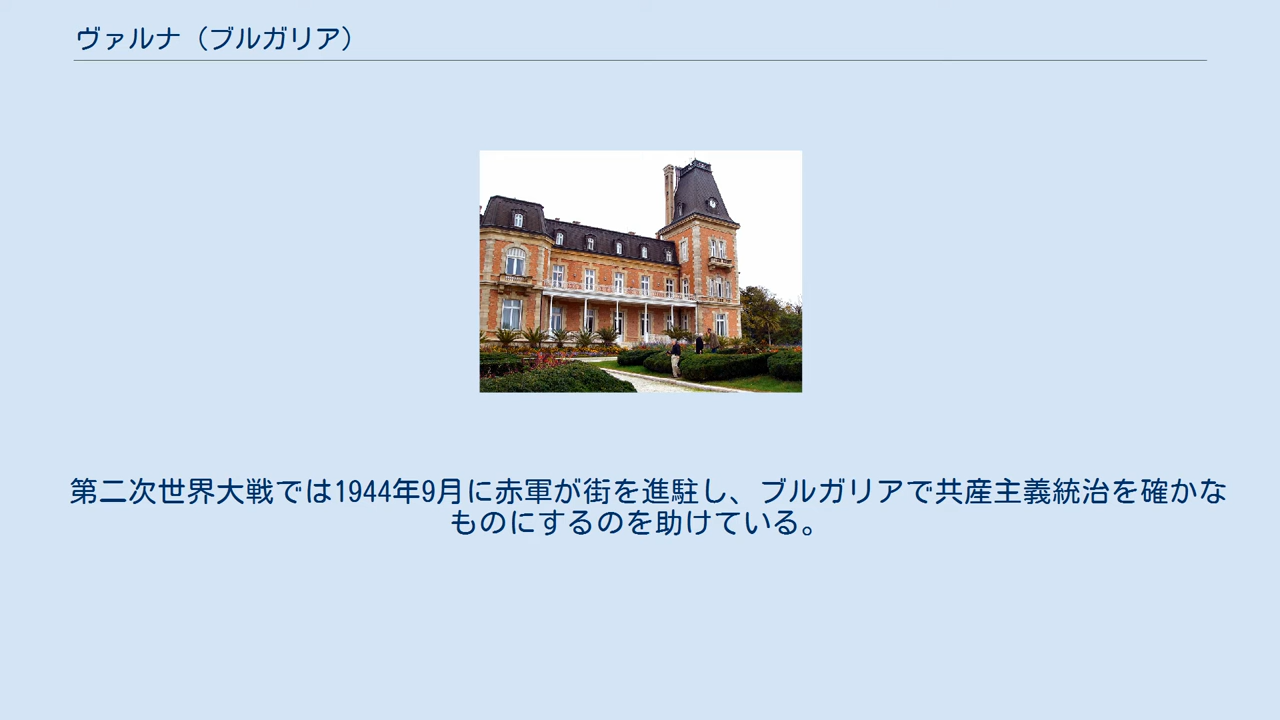 ヴァルナ（ブルガリア）
第二次世界大戦では1944年9月に赤軍が街を進駐し、ブルガリアで共産主義統治を確かな
ものにするのを助けている。